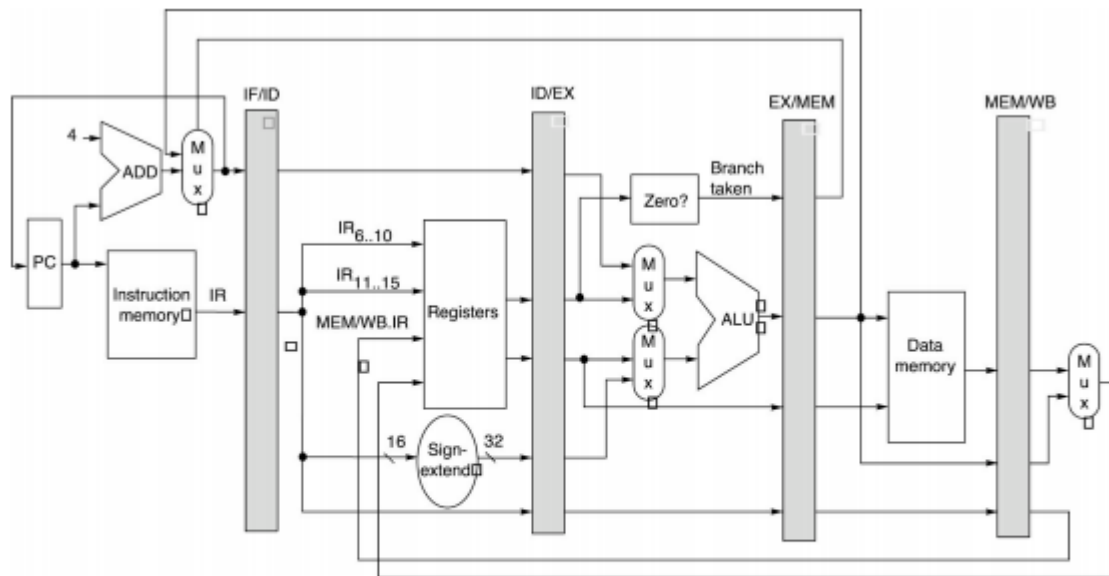 IF/ID
ID/EX
EX/MEM
MEM/WB
4
ADD
M
u
x
Branch
taken
Zero?
PC
Instruction
memory
IR
IR6..10
IR11..15
MEM/WB.IR
Registers
M
u
x
M
u
x
ALU
Data
memory
M
u
x
16
Sign-
extend
32